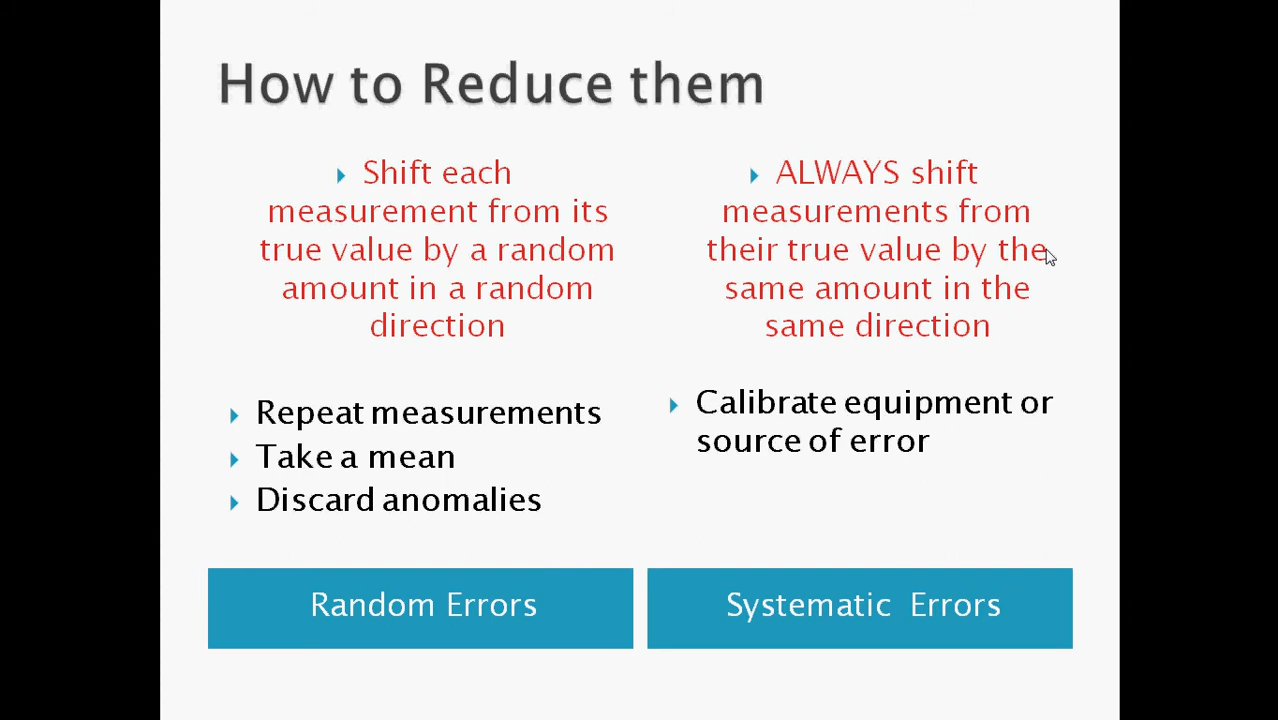 How to Reduce them
Shift each
measurement from its
true value by a random
amount in a random
direction
Repeat measurements
Take a mean
Discard anomalies
Random Errors
ALWAYS shift
measurements from
their true value by the
same amount in the
same direction
Calibrate equipment or
source of error
Systematic Errors